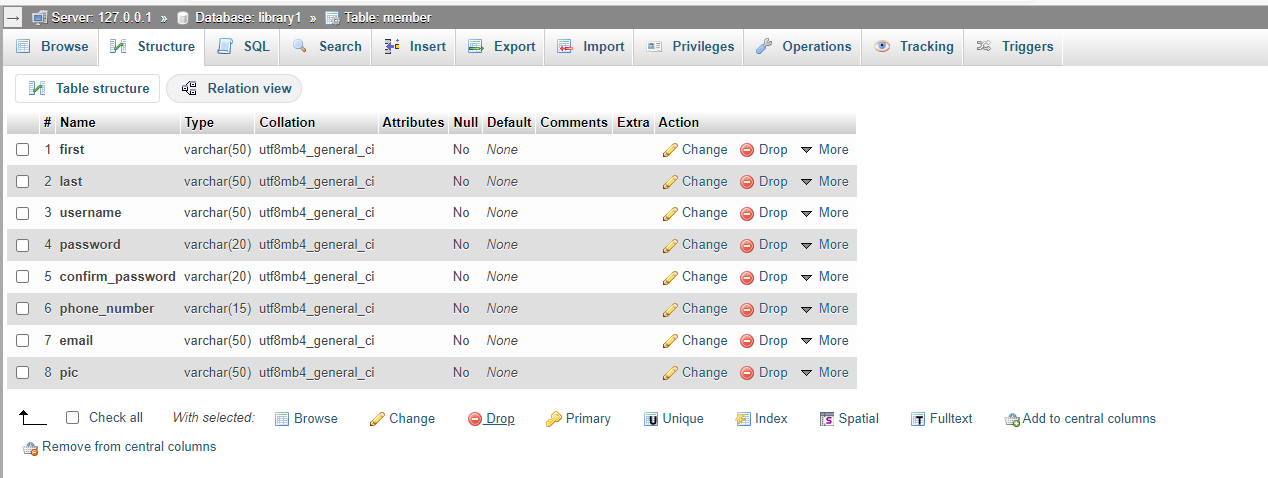 Server: 127.0.0.1 » Database: library1 » Table: member
Browse Structure SQL Search Insert Export Import Privileges Operations Tracking Triggers
Table structure Relation view
# Name Type Collation Attributes Null Default Comments Extra Action
1 first varchar(50) utf8mb4_general_ci No None Change Drop More
2 last varchar(50) utf8mb4_general_ci No None Change Drop More
3 username varchar(50) utf8mb4_general_ci No None Change Drop More
4 password varchar(20) utf8mb4_general_ci No None Change Drop More
5 confirm_password varchar(20) utf8mb4_general_ci No None Change Drop More
6 phone_number varchar(15) utf8mb4_general_ci No None Change Drop More
7 email varchar(50) utf8mb4_general_ci No None Change Drop More
8 pic varchar(50) utf8mb4_general_ci No None Change Drop More
Check all With selected: Browse Change Drop Primary Unique Index Spatial Fulltext Add to central columns
Remove from central columns